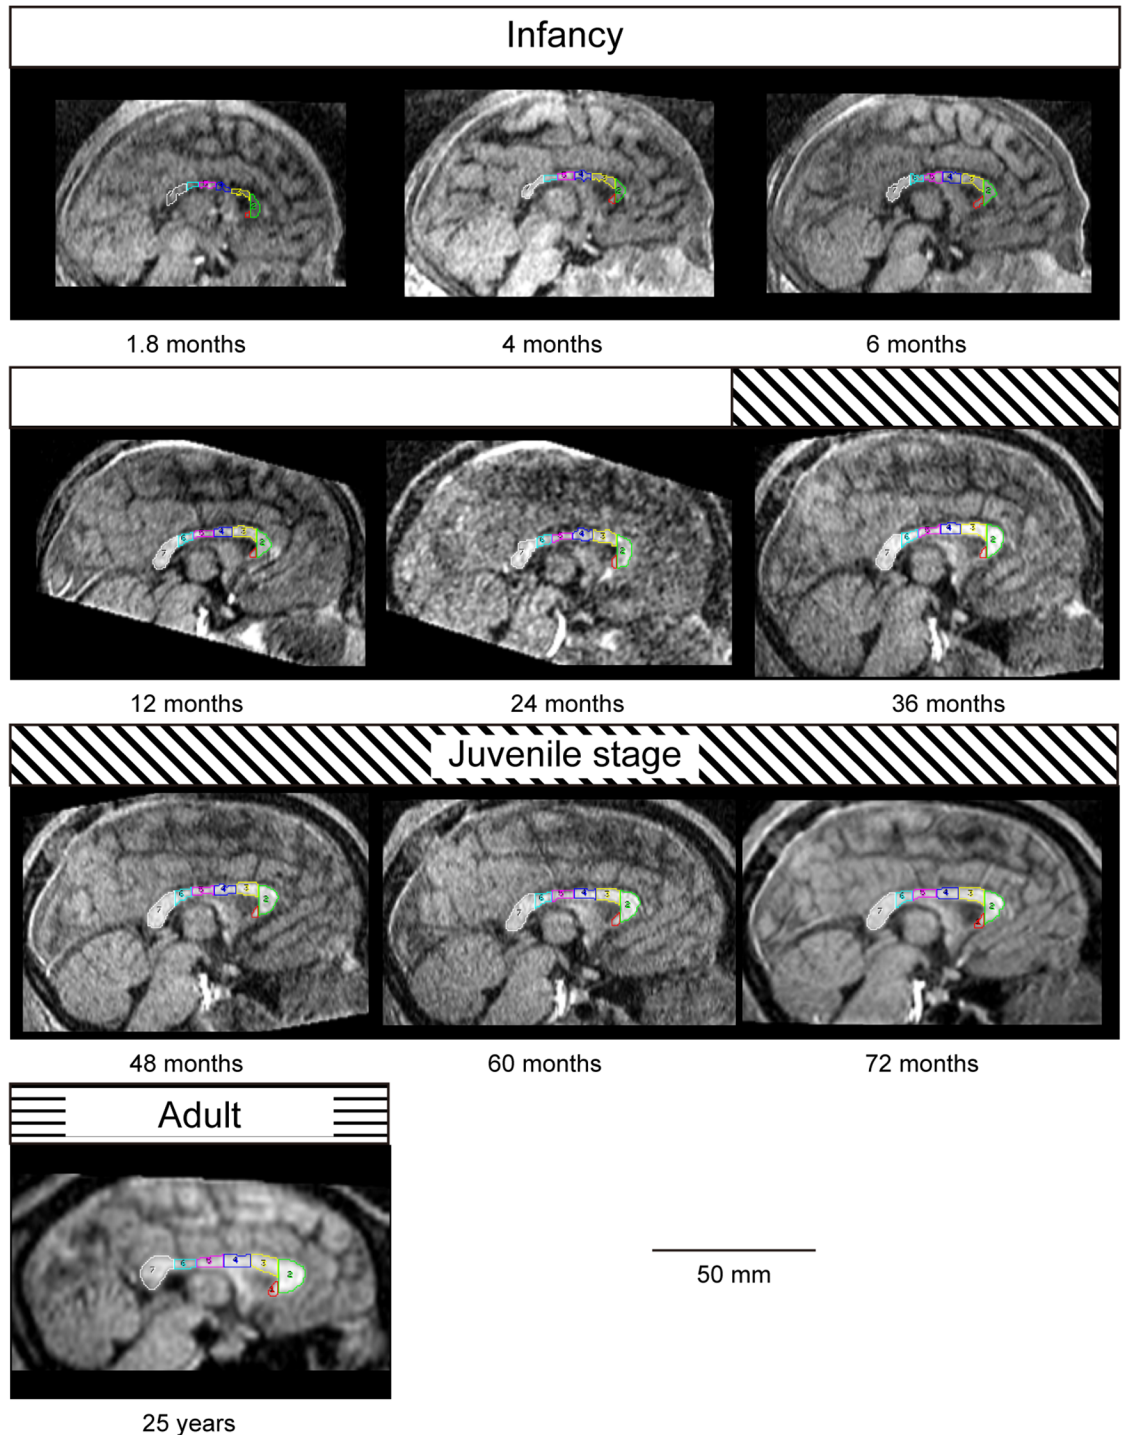 Infancy
1.8 months
4 months
6 months
12 months
24 months
36 months
Juvenile stage
48 months
60 months
72 months
Adult
25 years
50 mm